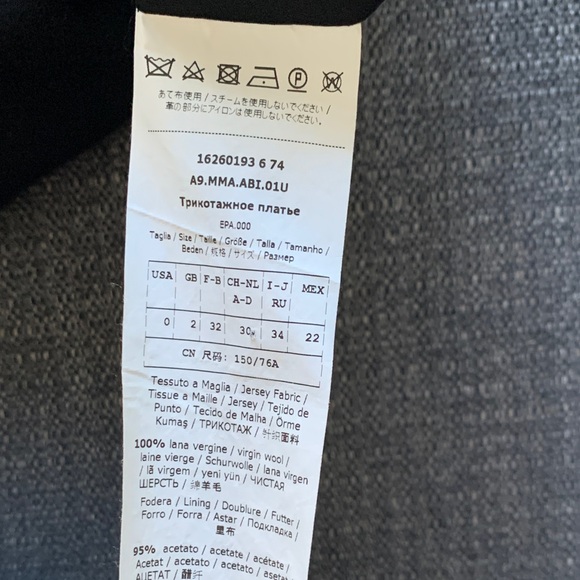 あて布使用 / スチームを使用しないでください /
革の部分にアイロンは使用しないでください
16260193 6 74
A9.MMA.ABI.01U
Трикотажное платье
EPA.000
Taglia / Size / Taille / Größe / Talla / Tamanho /
Beden / 规格 / サイズ / Размер
USA GB F-B CH-NL I-J MEX
A-D RU
0 2 32 30 34 22
CN 尺码: 150/76A
Tessuto a Maglia / Jersey Fabric /
Tissue a Maille / Jersey / Tejido de
Punto / Tecido de Malha / Örme
Kumaş / ТРИКОТАЖ / 针织面料
100% lana vergine / virgin wool /
laine vierge / Schurwolle / lana virgen
/ lã virgem / yeni yün / ЧИСТАЯ
ШЕРСТЬ / 绵羊毛
Fodera / Lining / Doublure / Futter /
Forro / Forra / Astar / Подкладка /
里布
95% acetato / acetate / acétate /
Acetat / acetato / acetato / asetat
АЦЕТАТ / 醋纤